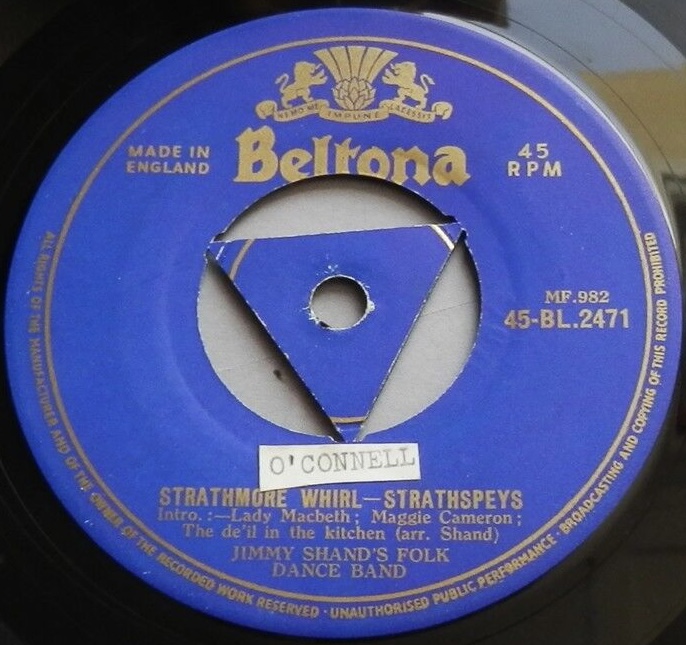 NEMO ME IMPUNE LACESSIT
Beltona
MADE IN
ENGLAND
45
RPM
MF.982
45-BL.2471
O'CONNELL
STRATHMORE WHIRL—STRATHSPEYS
Intro.:—Lady Macbeth; Maggie Cameron;
The de'il in the kitchen (arr. Shand)
JIMMY SHAND'S FOLK
DANCE BAND
ALL RIGHTS OF THE MANUFACTURER AND OF THE OWNER OF THE RECORDED WORK RESERVED · UNAUTHORISED PUBLIC PERFORMANCE · BROADCASTING AND COPYING OF THIS RECORD PROHIBITED